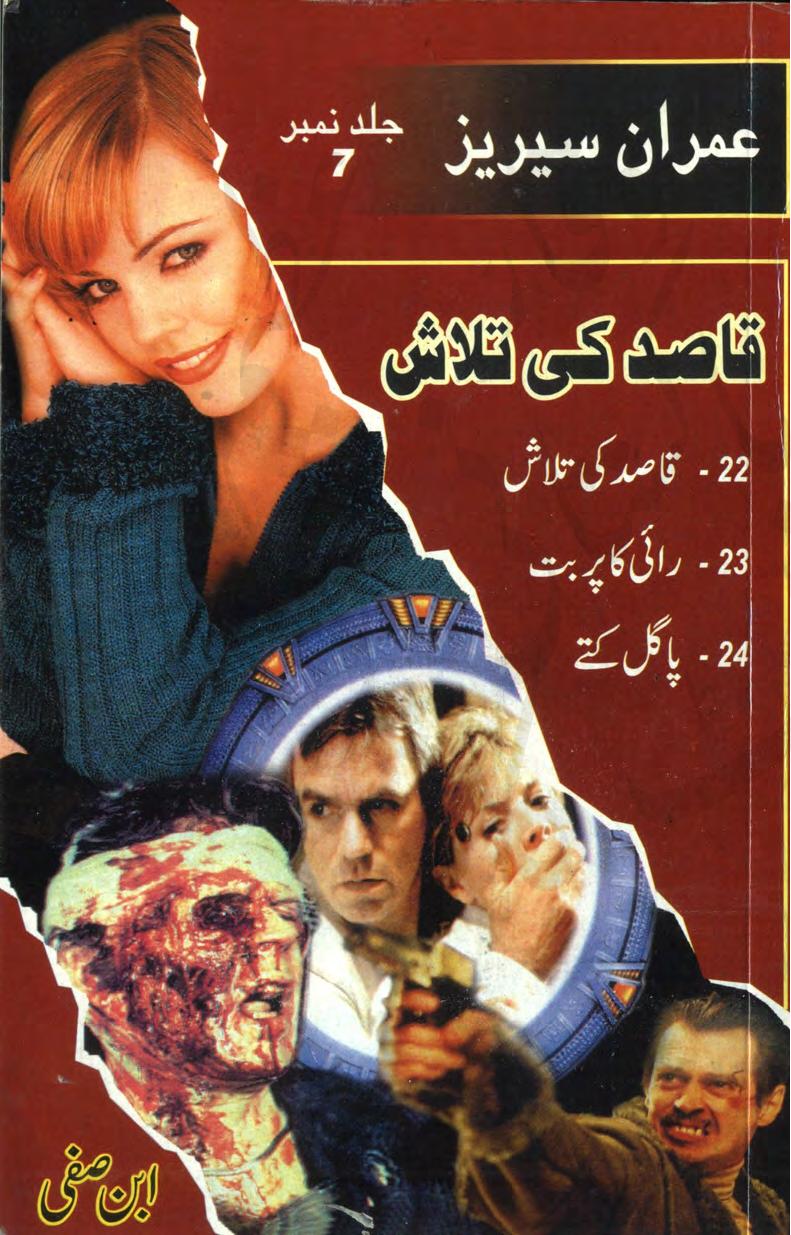 عمران سیریز
جلد نمبر
7
قاصد کی تلاش
22 - قاصد کی تلاش
23 - رائی کا پربت
24 - پاگل کتے
ابن صفی